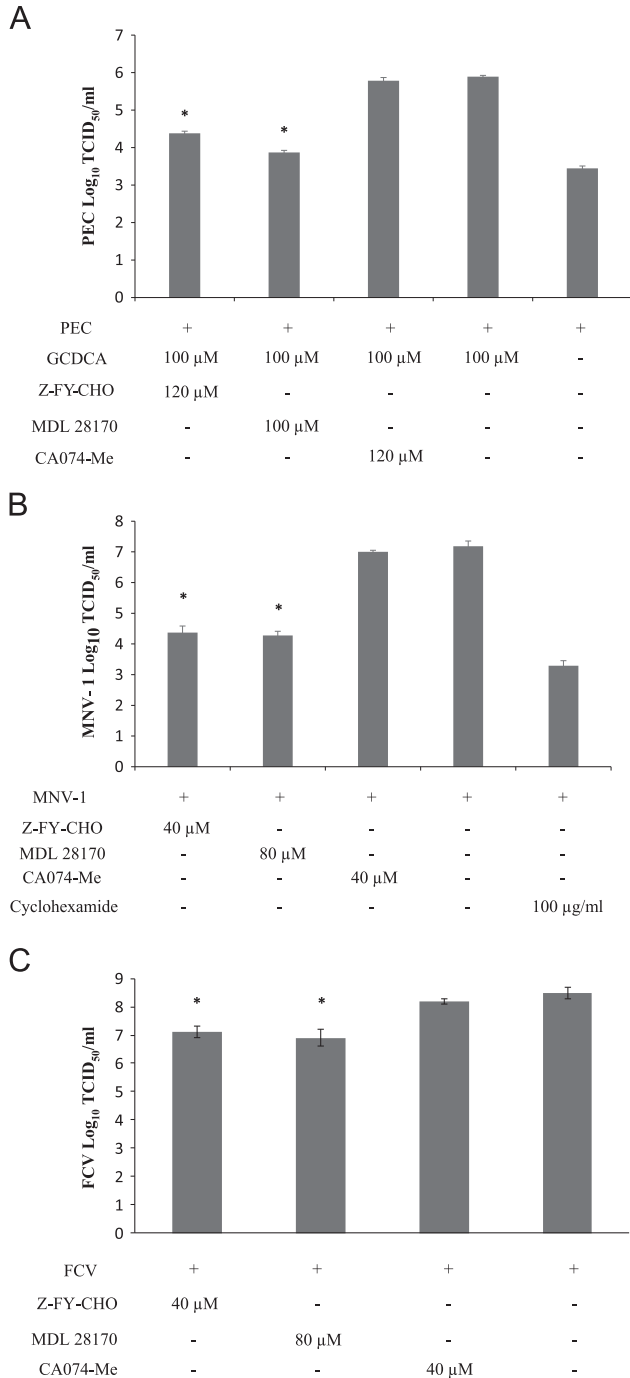 A
PEC Log10 TCID50/ml
7
6
5
4
3
2
1
0
* *
PEC + + + + +
GCDCA 100 µM 100 µM 100 µM 100 µM -
Z-FY-CHO 120 µM - - - -
MDL 28170 - 100 µM - - -
CA074-Me - - 120 µM - -
B
MNV- 1 Log10 TCID50/ml
8
7
6
5
4
3
2
1
0
* *
MNV-1 + + + + +
Z-FY-CHO 40 µM - - - -
MDL 28170 - 80 µM - - -
CA074-Me - - 40 µM - -
Cyclohexamide - - - - 100 µg/ml
C
FCV Log10 TCID50/ml
9
8
7
6
5
4
3
2
1
0
* *
FCV + + + +
Z-FY-CHO 40 µM - - -
MDL 28170 - 80 µM - -
CA074-Me - - 40 µM -